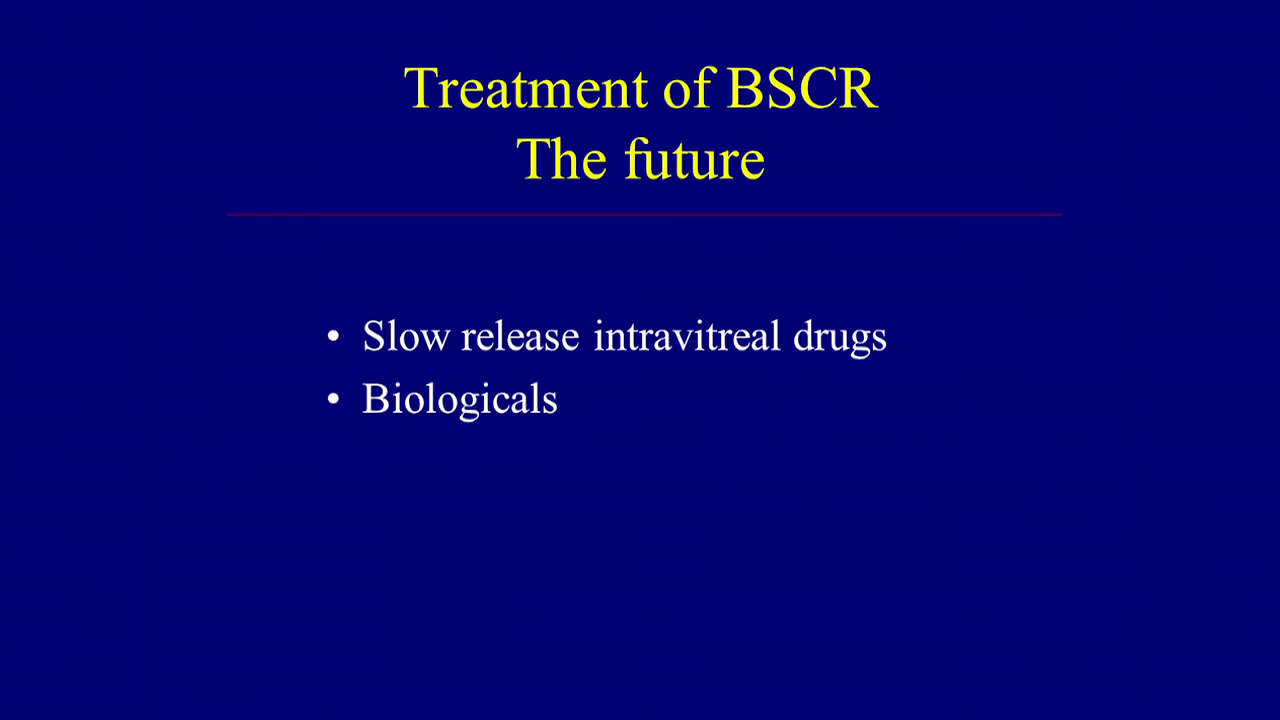 Treatment of BSCR
The future
• Slow release intravitreal drugs
• Biologicals